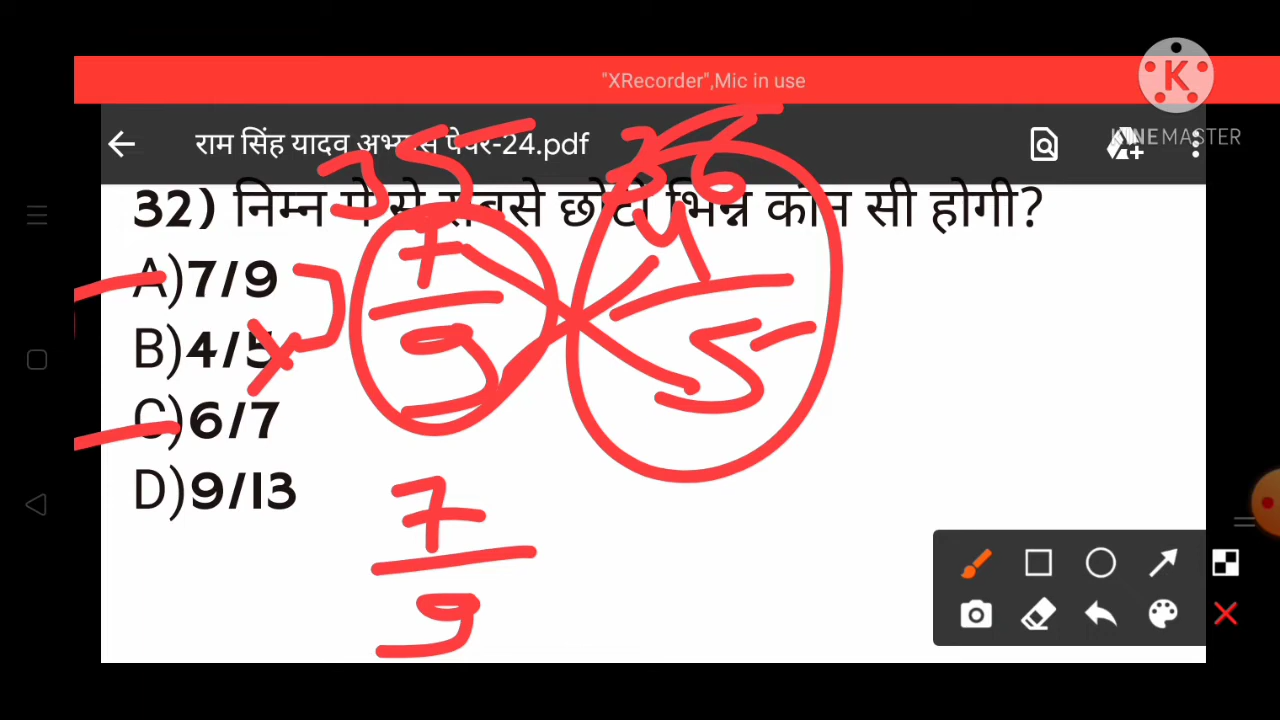 "XRecorder",Mic in use
K
KINEMASTER
राम सिंह यादव अभ्यास पेपर-24.pdf
35 36
32) निम्न में से सबसे छोटी भिन्न कौन सी होगी?
A)7/9
7 4
B)4/5
9 5
C)6/7
D)9/13
7
9